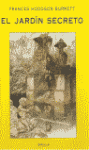 FRANCES HODGSON BURNETT
EL JARDÍN SECRETO